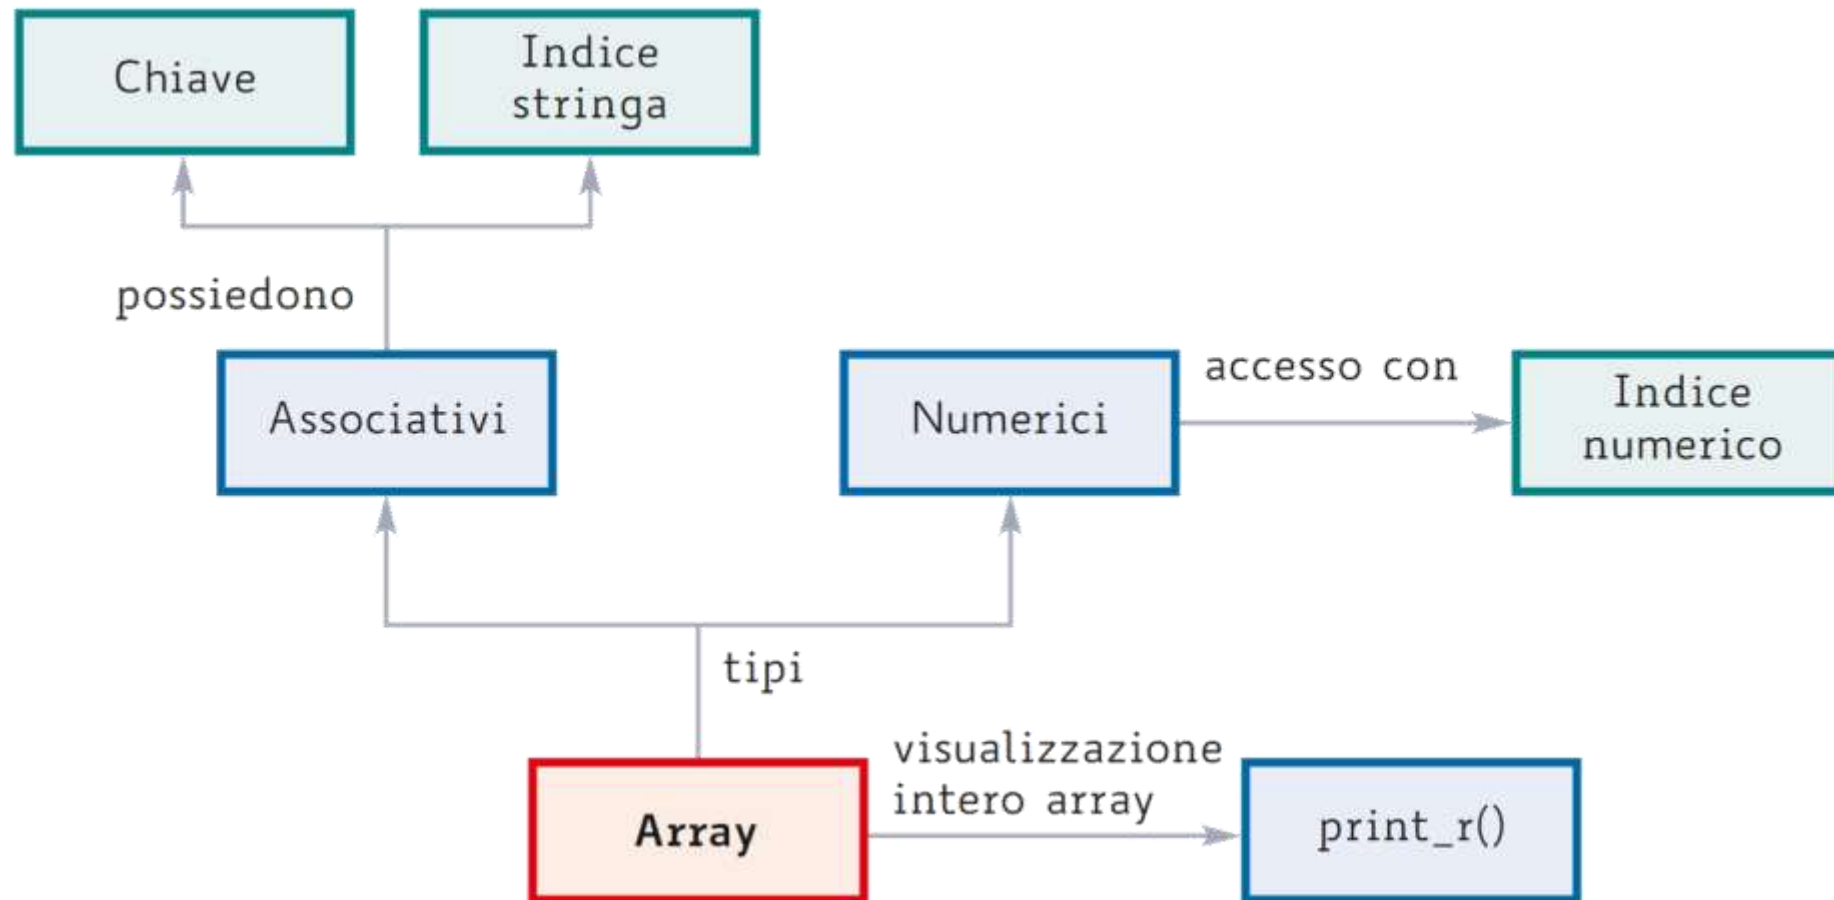 Chiave
Indice
stringa
possiedono
Associativi
Numerici
accesso con
Indice
numerico
tipi
visualizzazione
intero array
Array
print_r()